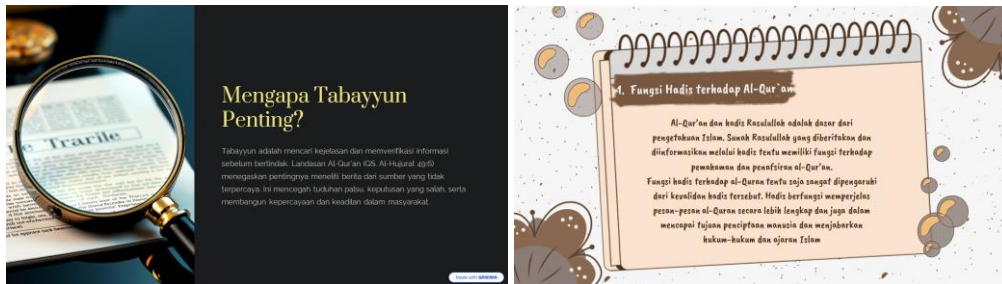 Trarile
Mengapa Tabayyun
Penting?
Tabayyun adalah mencari kejelasan dan memverifikasi informasi
sebelum bertindak. Landasan Al-Qur'an (QS. Al-Hujurat 49:6)
menegaskan pentingnya meneliti berita dari sumber yang tidak
terpercaya. Ini mencegah tuduhan palsu, keputusan yang salah, serta
membangun kepercayaan dan keadilan dalam masyarakat.
Made with GAMMA
1. Fungsi Hadis terhadap Al-Qur`an
Al-Qur'an dan hadis Rasulullah adalah dasar dari
pengetahuan Islam. Sunah Rasulullah yang diberitakan dan
diinformasikan melalui hadis tentu memiliki fungsi terhadap
pemahaman dan penafsiran al-Qur'an.
Fungsi hadis terhadap al-Quran tentu saja sangat dipengaruhi
dari kevalidan hadis tersebut. Hadis berfungsi memperjelas
pesan-pesan al-Quran secara lebih lengkap dan juga dalam
mencapai tujuan penciptaan manusia dan menjabarkan
hukum-hukum dan ajaran Islam